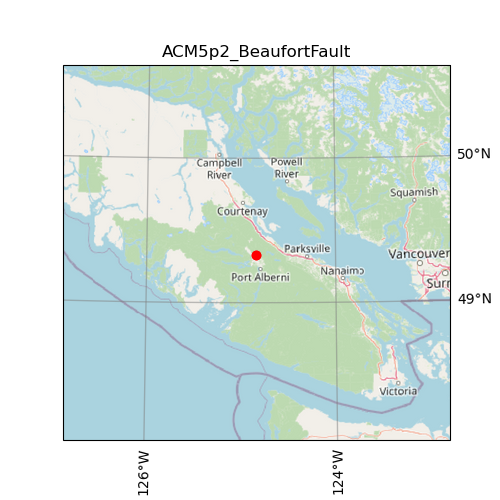 ACM5p2_BeaufortFault
50°N
Campbell
River
Powell
River
Squamish
Courtenay
Parksville
Vancouver
Port Alberni
Nanaimo
Surr
49°N
Victoria
126°W
124°W